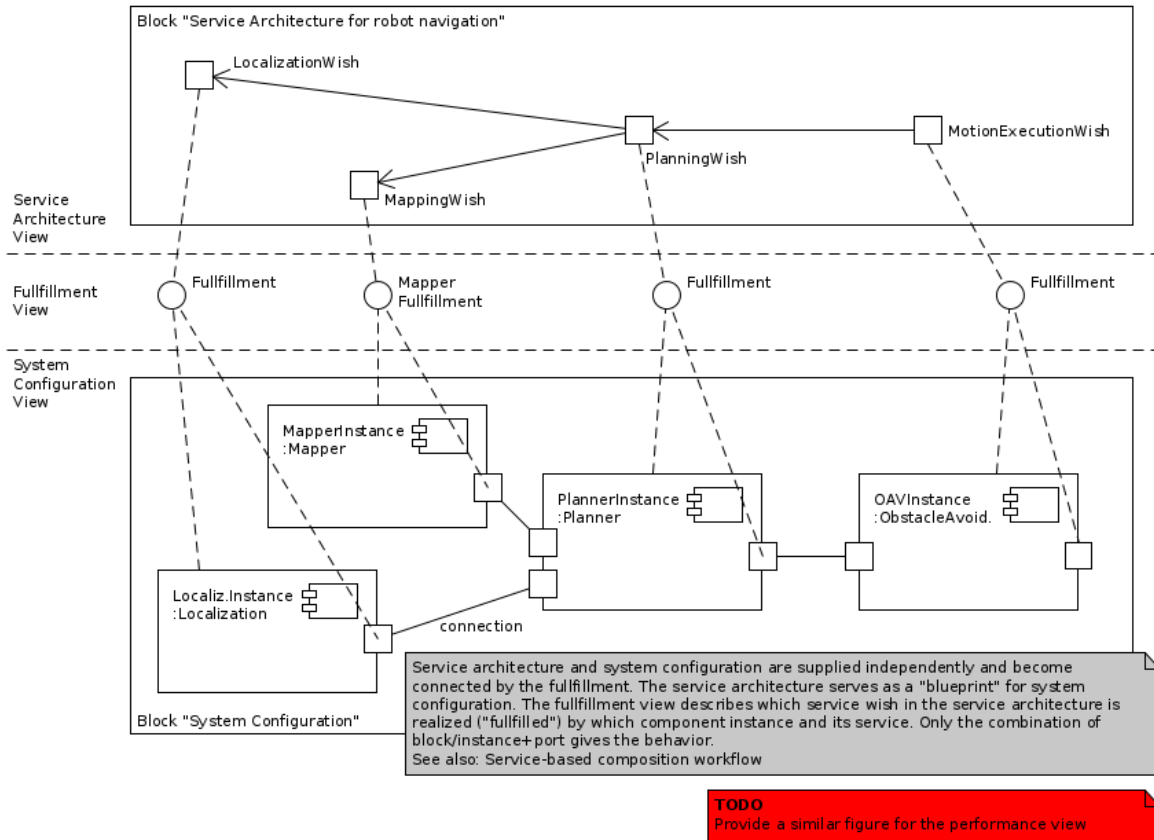 Block "Service Architecture for robot navigation"
LocalizationWish
MotionExecutionWish
PlanningWish
MappingWish
Service
Architecture
View
Fullfillment
Mapper
Fullfillment
Fullfillment
Fullfillment
Fullfillment
View
System
Configuration
View
MapperInstance
:Mapper
PlannerInstance
:Planner
OAVInstance
:ObstacleAvoid.
Localiz.Instance
:Localization
connection
Block "System Configuration"
Service architecture and system configuration are supplied independently and become
connected by the fullfillment. The service architecture serves as a "blueprint" for system
configuration. The fullfillment view describes which service wish in the service architecture is
realized ("fullfilled") by which component instance and its service. Only the combination of
block/instance+port gives the behavior.
See also: Service-based composition workflow
TODO
Provide a similar figure for the performance view